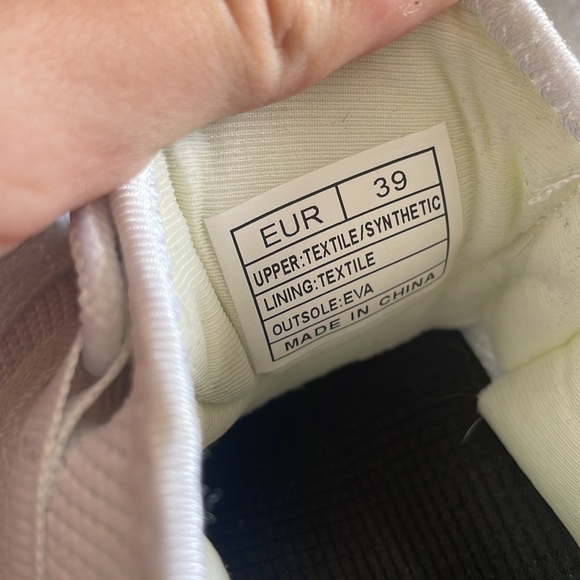 EUR 39
UPPER:TEXTILE/SYNTHETIC
LINING:TEXTILE
OUTSOLE:EVA
MADE IN CHINA